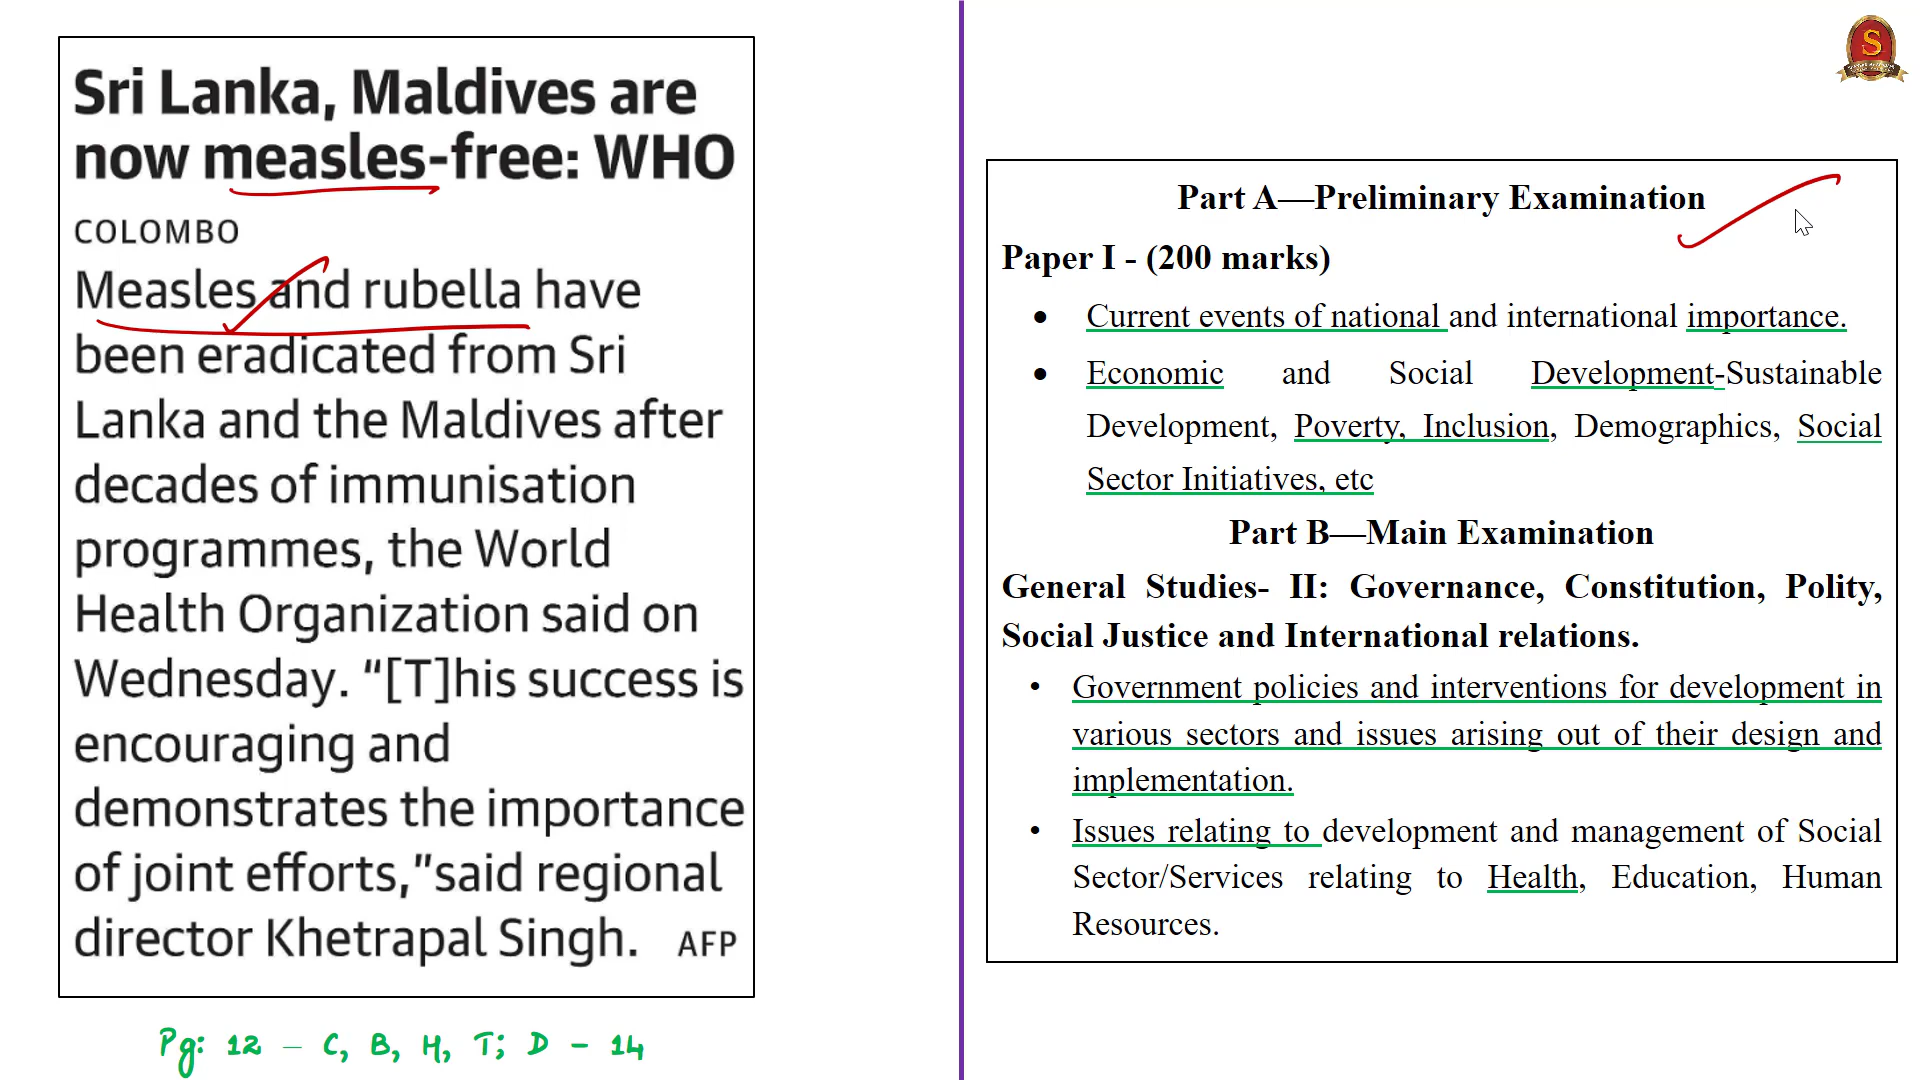 Sri Lanka, Maldives are
now measles-free: WHO
COLOMBO
Measles and rubella have
been eradicated from Sri
Lanka and the Maldives after
decades of immunisation
programmes, the World
Health Organization said on
Wednesday. “[T]his success is
encouraging and
demonstrates the importance
of joint efforts,”said regional
director Khetrapal Singh. AFP
Pg: 12 – C, B, H, T; D - 14
S
Part A—Preliminary Examination
Paper I - (200 marks)
• Current events of national and international importance.
• Economic and Social Development-Sustainable
Development, Poverty, Inclusion, Demographics, Social
Sector Initiatives, etc
Part B—Main Examination
General Studies- II: Governance, Constitution, Polity,
Social Justice and International relations.
• Government policies and interventions for development in
various sectors and issues arising out of their design and
implementation.
• Issues relating to development and management of Social
Sector/Services relating to Health, Education, Human
Resources.